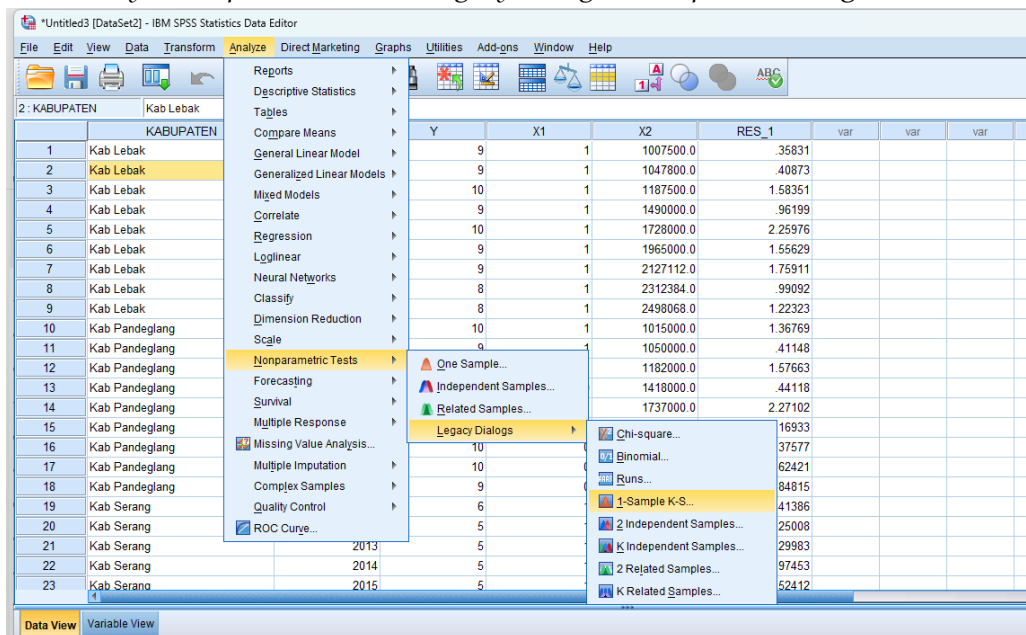 *Untitled3 [DataSet2] - IBM SPSS Statistics Data Editor
File Edit View Data Transform Analyze Direct Marketing Graphs Utilities Add-ons Window Help
2 : KABUPATEN Kab Lebak
KABUPATEN Y X1 X2 RES_1 var var var
1 Kab Lebak 9 1 1007500.0 .35831
2 Kab Lebak 9 1 1047800.0 .40873
3 Kab Lebak 10 1 1187500.0 1.58351
4 Kab Lebak 9 1 1490000.0 .96199
5 Kab Lebak 10 1 1728000.0 2.25976
6 Kab Lebak 9 1 1965000.0 1.55629
7 Kab Lebak 9 1 2127112.0 1.75911
8 Kab Lebak 8 1 2312384.0 .99092
9 Kab Lebak 8 1 2498068.0 1.22323
10 Kab Pandeglang 10 1 1015000.0 1.36769
11 Kab Pandeglang 9 1 1050000.0 .41148
12 Kab Pandeglang 1182000.0 1.57663
13 Kab Pandeglang 1418000.0 .44118
14 Kab Pandeglang 1737000.0 2.27102
15 Kab Pandeglang 16933
16 Kab Pandeglang 10 37577
17 Kab Pandeglang 10 62421
18 Kab Pandeglang 9 84815
19 Kab Serang 6 41386
20 Kab Serang 5 25008
21 Kab Serang 2013 5 29983
22 Kab Serang 2014 5 97453
23 Kab Serang 2015 5 52412
Reports
Descriptive Statistics
Tables
Compare Means
General Linear Model
Generalized Linear Models
Mixed Models
Correlate
Regression
Loglinear
Neural Networks
Classify
Dimension Reduction
Scale
Nonparametric Tests
Forecasting
Survival
Multiple Response
Missing Value Analysis...
Multiple Imputation
Complex Samples
Quality Control
ROC Curve...
One Sample...
Independent Samples...
Related Samples...
Legacy Dialogs
Chi-square...
Binomial...
Runs...
1-Sample K-S...
2 Independent Samples...
K Independent Samples...
2 Related Samples...
K Related Samples...
Data View Variable View